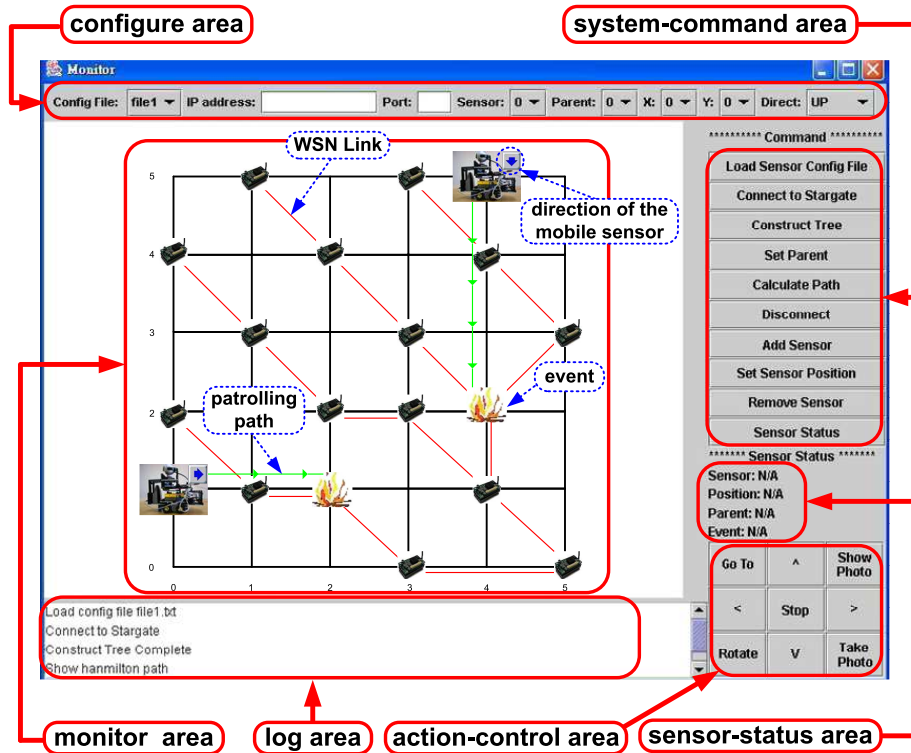 configure area
system-command area
Monitor
Config File: file1 IP address: Port: Sensor: 0 Parent: 0 X: 0 Y: 0 Direct: UP
********** Command **********
Load Sensor Config File
Connect to Stargate
Construct Tree
Set Parent
Calculate Path
Disconnect
Add Sensor
Set Sensor Position
Remove Sensor
Sensor Status
******* Sensor Status *******
Sensor: N/A
Position: N/A
Parent: N/A
Event: N/A
Go To ^ Show Photo
< Stop >
Rotate V Take Photo
WSN Link
direction of the
mobile sensor
event
patrolling
path
5
4
3
2
0
0 1 2 3 4 5
Load config file file1.txt
Connect to Stargate
Construct Tree Complete
Show hanmilton path
monitor area
log area
action-control area
sensor-status area